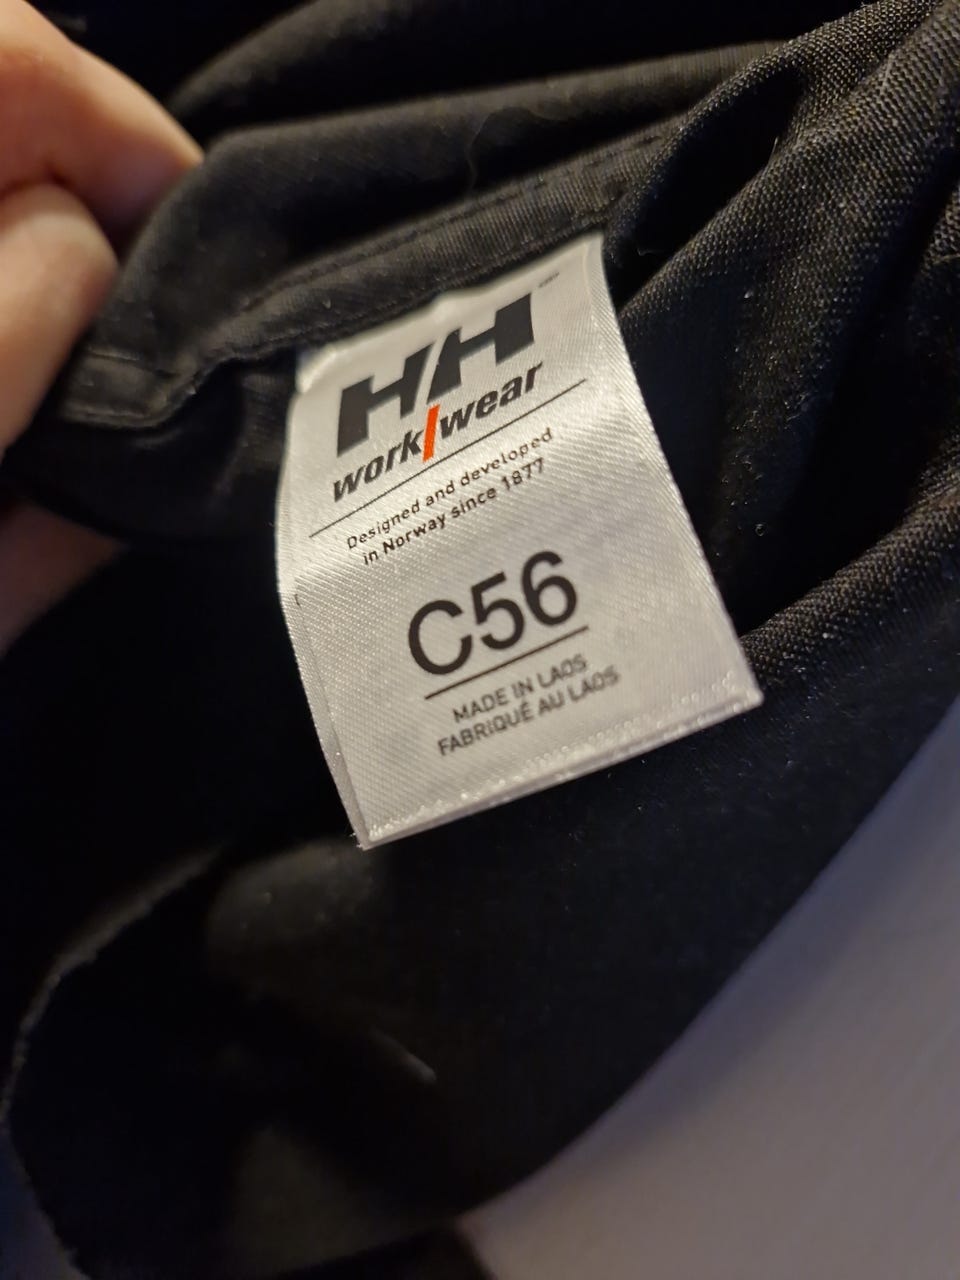 HH
work/wear
Designed and developed
in Norway since 1877
C56
MADE IN LAOS
FABRIQUÉ AU LAOS